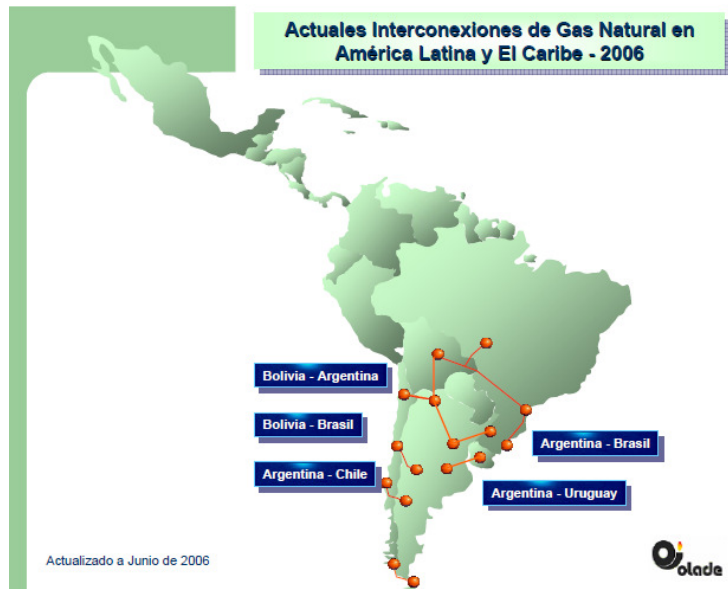 Actuales Interconexiones de Gas Natural en
América Latina y El Caribe - 2006
Bolivia - Argentina
Bolivia - Brasil
Argentina - Chile
Argentina - Brasil
Argentina - Uruguay
Actualizado a Junio de 2006
olade